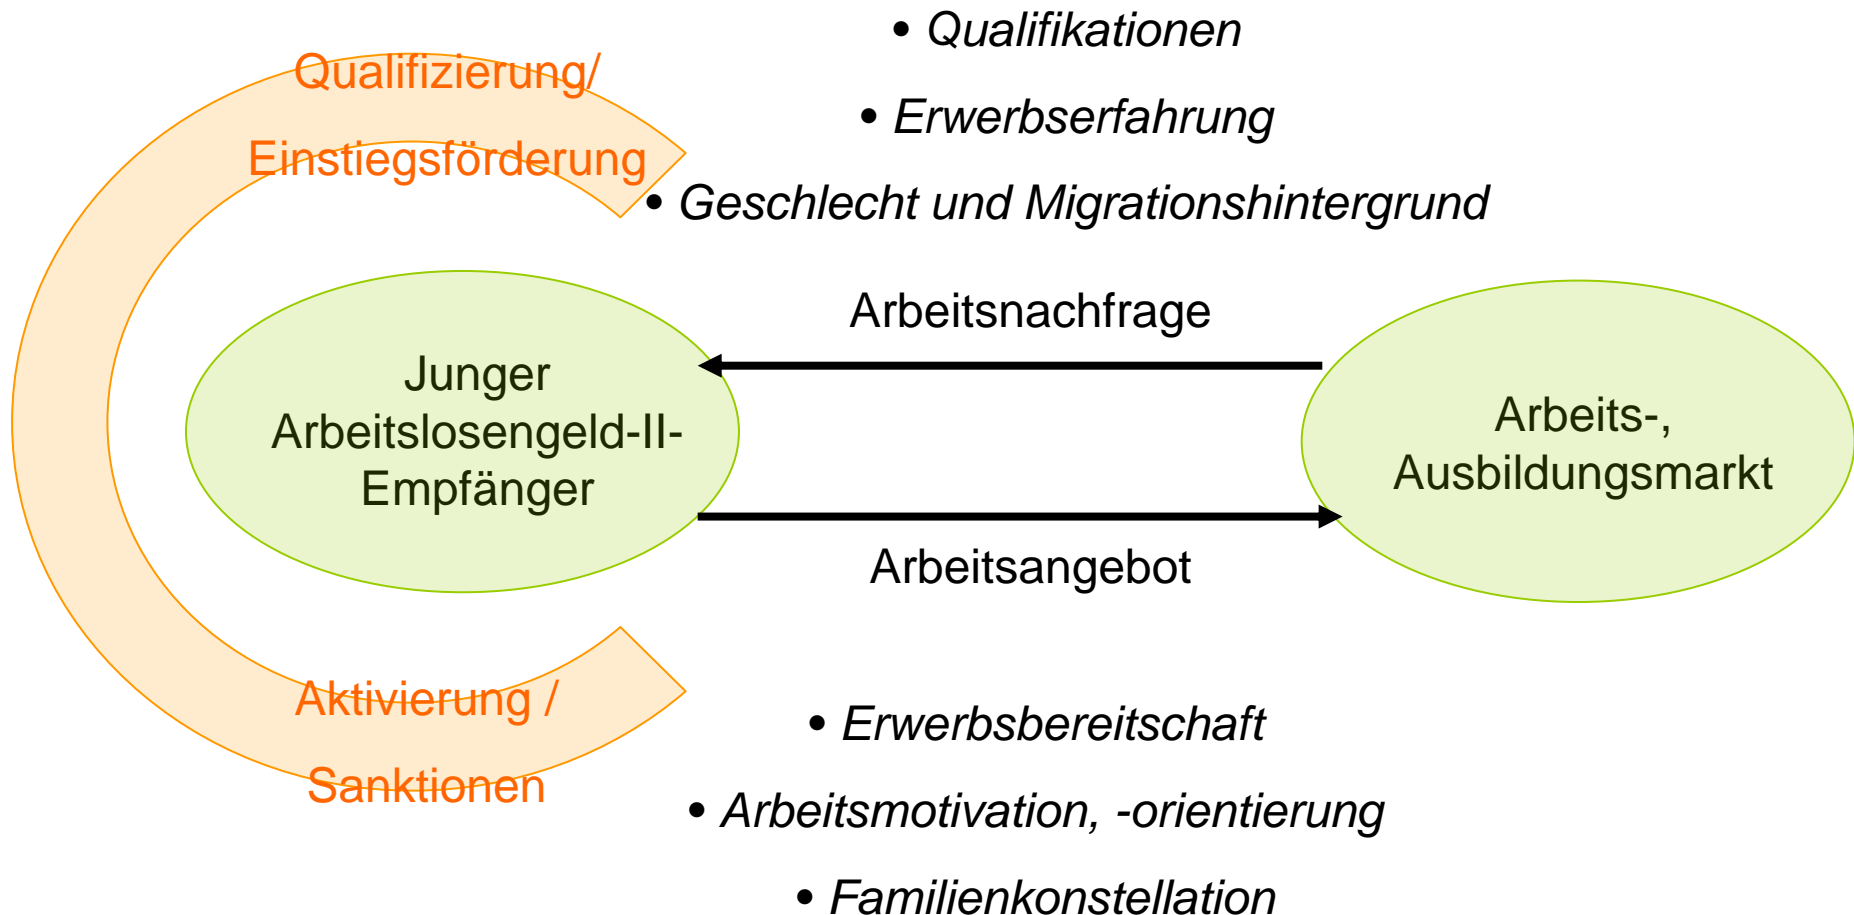 • Qualifikationen
Qualifizierung/
• Erwerbserfahrung
Einstiegsförderung
• Geschlecht und Migrationshintergrund
Arbeitsnachfrage
Junger
Arbeitslosengeld-II-
Empfänger
Arbeits-,
Ausbildungsmarkt
Arbeitsangebot
Aktivierung /
Sanktionen
• Erwerbsbereitschaft
• Arbeitsmotivation, -orientierung
• Familienkonstellation